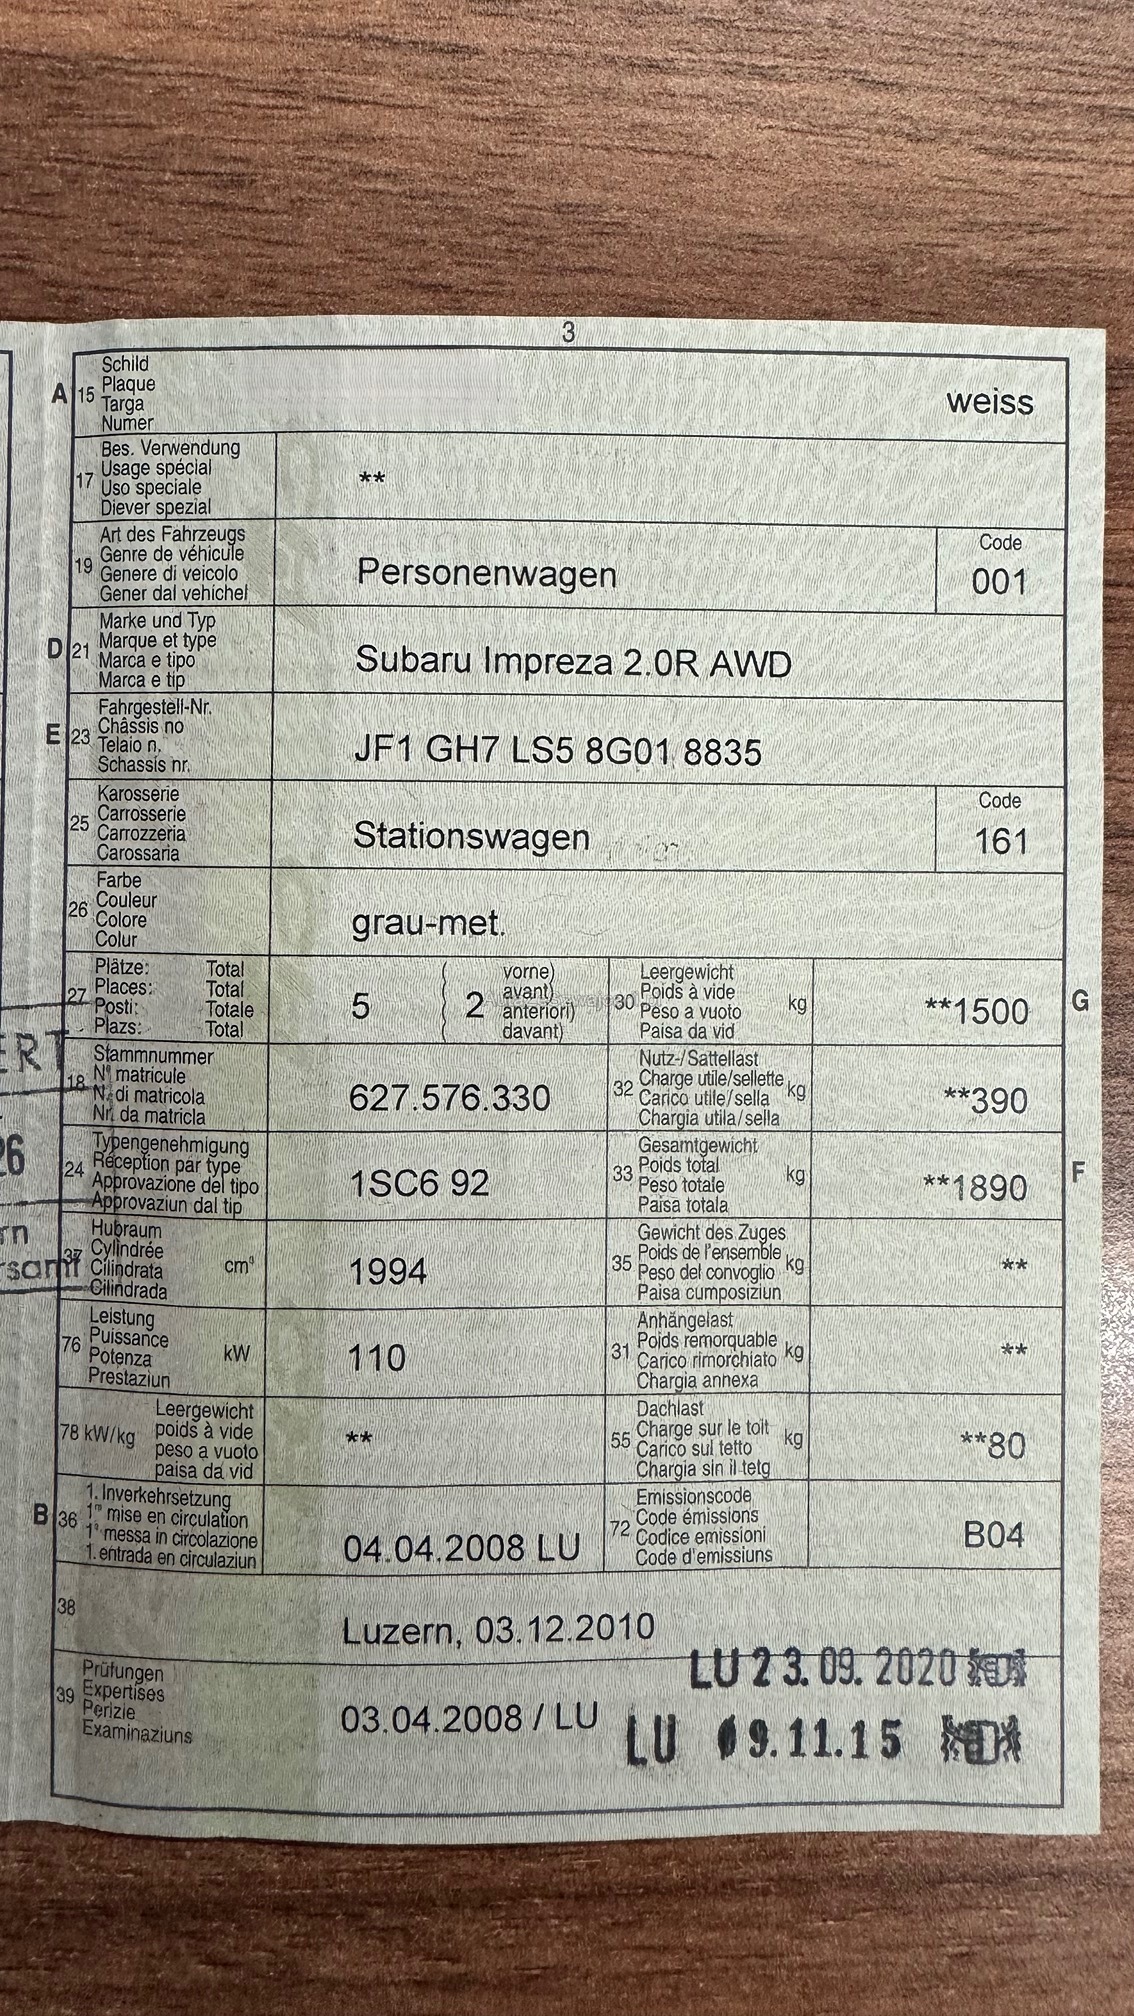 3
A 15 Schild
Plaque
Targa
Numer
weiss
17 Bes. Verwendung
Usage spécial
Uso speciale
Diever spezial
**
19 Art des Fahrzeugs
Genre de véhicule
Genere di veicolo
Gener dal vehichel
Personenwagen
Code
001
D 21 Marke und Typ
Marque et type
Marca e tipo
Marca e tip
Subaru Impreza 2.0R AWD
E 23 Fahrgestell-Nr.
Châssis no
Telaio n.
Schassis nr.
JF1 GH7 LS5 8G01 8835
25 Karosserie
Carrosserie
Carrozzeria
Carossaria
Stationswagen
Code
161
26 Farbe
Couleur
Colore
Colur
grau-met.
27 Plätze: Total
Places: Total
Posti: Totale
Plazs: Total
5 ( 2 vorne)
avant)
anteriori)
davant)
30 Leergewicht
Poids à vide
Peso a vuoto
Paisa da vid
kg
**1500
G
18 Stammnummer
N° matricule
N. di matricola
Nr. da matricla
627.576.330
32 Nutz-/Sattellast
Charge utile/sellette
Carico utile/sella
Chargia utila/sella
kg
**390
24 Typengenehmigung
Réception par type
Approvazione del tipo
Approvaziun dal tip
1SC6 92
33 Gesamtgewicht
Poids total
Peso totale
Paisa totala
kg
**1890
F
37 Hubraum
Cylindrée
Cilindrata
Cilindrada
cm³
1994
35 Gewicht des Zuges
Poids de l'ensemble
Peso del convoglio
Paisa cumposiziun
kg
**
76 Leistung
Puissance
Potenza
Prestaziun
kW
110
31 Anhängelast
Poids remorquable
Carico rimorchiato
Chargia annexa
kg
**
78 kW/kg Leergewicht
poids à vide
peso a vuoto
paisa da vid
**
55 Dachlast
Charge sur le toit
Carico sul tetto
Chargia sin il tetg
kg
**80
B 36 1. Inverkehrsetzung
1re mise en circulation
1a messa in circolazione
1. entrada en circulaziun
04.04.2008 LU
72 Emissionscode
Code émissions
Codice emissioni
Code d'emissiuns
B04
38
Luzern, 03.12.2010
LU 23.09.2020
39 Prüfungen
Expertises
Perizie
Examinaziuns
03.04.2008 / LU
LU 09.11.15